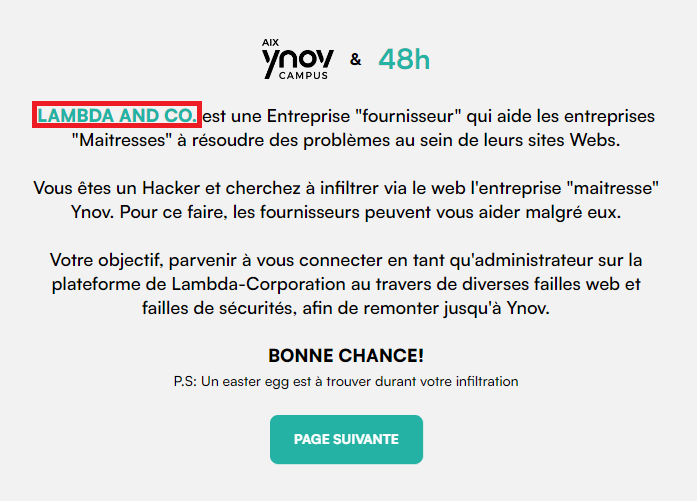 AIX
ynov
CAMPUS
& 48h
LAMBDA AND CO. est une Entreprise "fournisseur" qui aide les entreprises
"Maitresses" à résoudre des problèmes au sein de leurs sites Webs.
Vous êtes un Hacker et cherchez à infiltrer via le web l'entreprise "maitresse"
Ynov. Pour ce faire, les fournisseurs peuvent vous aider malgré eux.
Votre objectif, parvenir à vous connecter en tant qu'administrateur sur la
plateforme de Lambda-Corporation au travers de diverses failles web et
failles de sécurités, afin de remonter jusqu'à Ynov.
BONNE CHANCE!
P.S: Un easter egg est à trouver durant votre infiltration
PAGE SUIVANTE